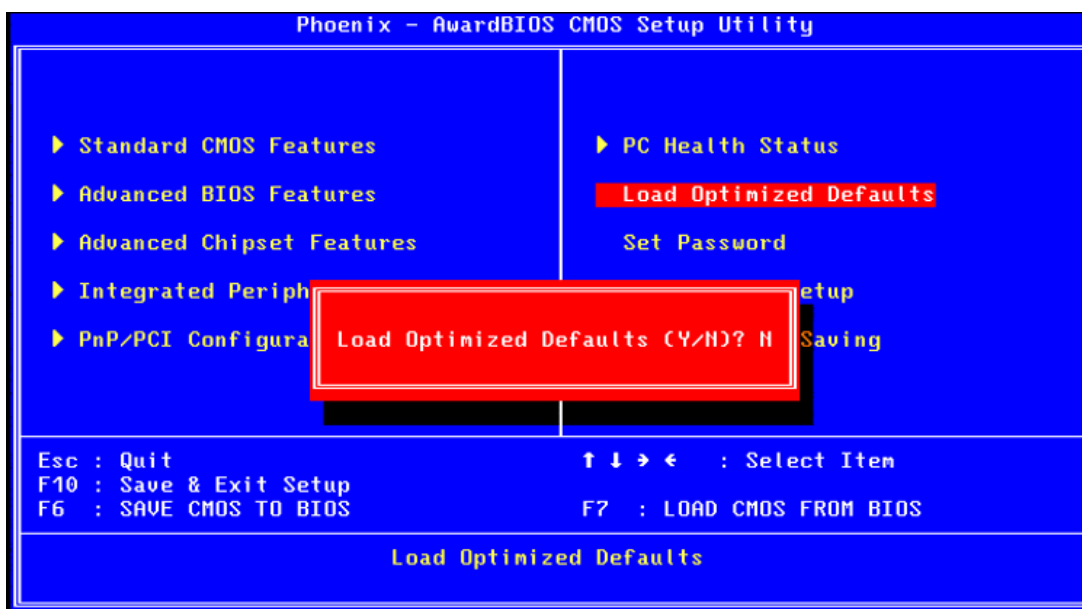 Phoenix - AwardBIOS CMOS Setup Utility
Standard CMOS Features
Advanced BIOS Features
Advanced Chipset Features
Integrated Periph
PnP/PCI Configura
PC Health Status
Load Optimized Defaults
Set Password
etup
Saving
Load Optimized Defaults (Y/N)? N
Esc : Quit
↑ ↓ → ← : Select Item
F10 : Save & Exit Setup
F6 : SAVE CMOS TO BIOS
F7 : LOAD CMOS FROM BIOS
Load Optimized Defaults